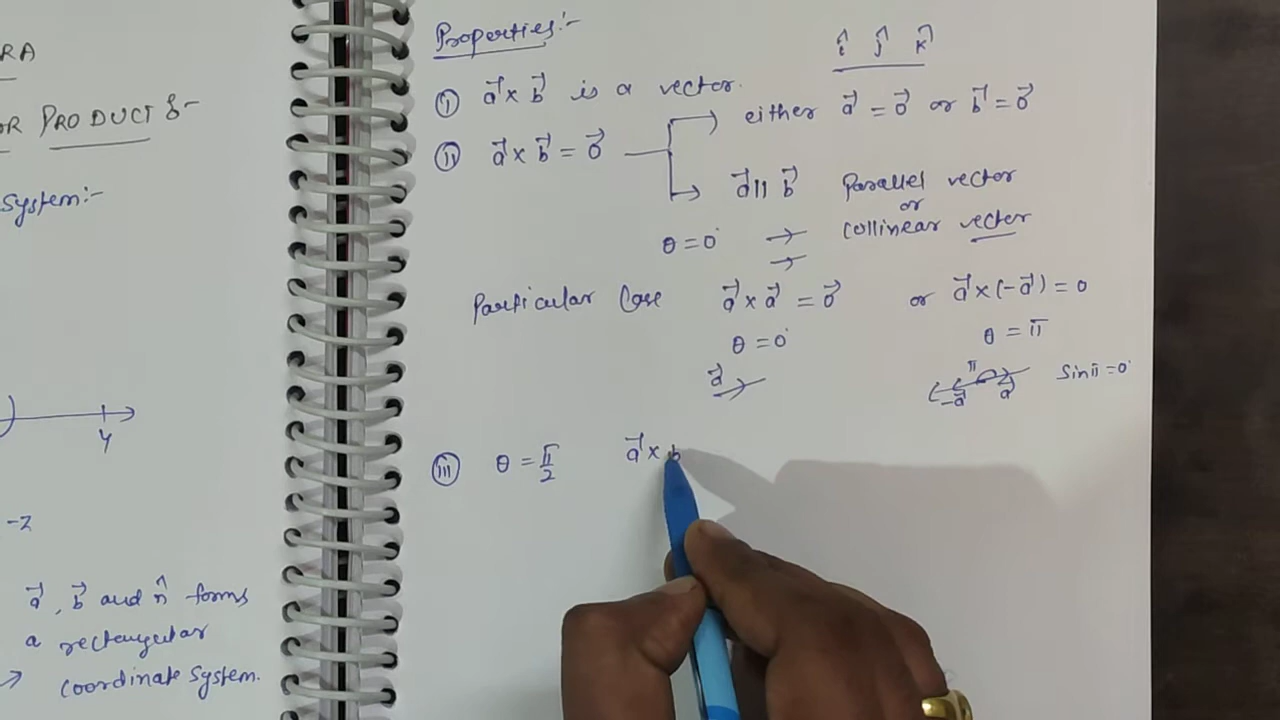 RA
OR PRODUCT :-
System:-
y
-z
a⃗, b⃗ and n̂ forms
a rectangular
→ coordinate system.
Properties:-
î ĵ k̂
(i) a⃗ × b⃗ is a vector.
(ii) a⃗ × b⃗ = 0⃗ → either a⃗ = 0⃗ or b⃗ = 0⃗
→ a⃗ || b⃗ Parallel vector
or
collinear vector
θ = 0°
Particular Case a⃗ × a⃗ = 0⃗ or a⃗ × (-a⃗) = 0
θ = 0° θ = π
a⃗ π -a⃗ a⃗ Sin π = 0
(iii) θ = π/2 a⃗ × b